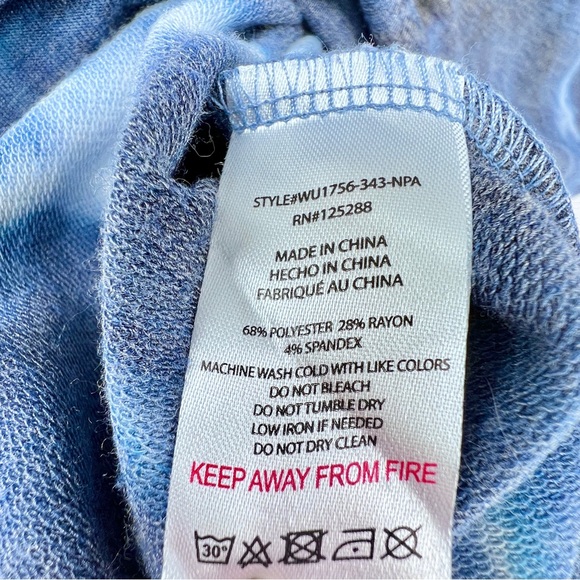 STYLE#WU1756-343-NPA
RN#125288
MADE IN CHINA
HECHO IN CHINA
FABRIQUÉ AU CHINA
68% POLYESTER 28% RAYON
4% SPANDEX
MACHINE WASH COLD WITH LIKE COLORS
DO NOT BLEACH
DO NOT TUMBLE DRY
LOW IRON IF NEEDED
DO NOT DRY CLEAN
KEEP AWAY FROM FIRE
30°